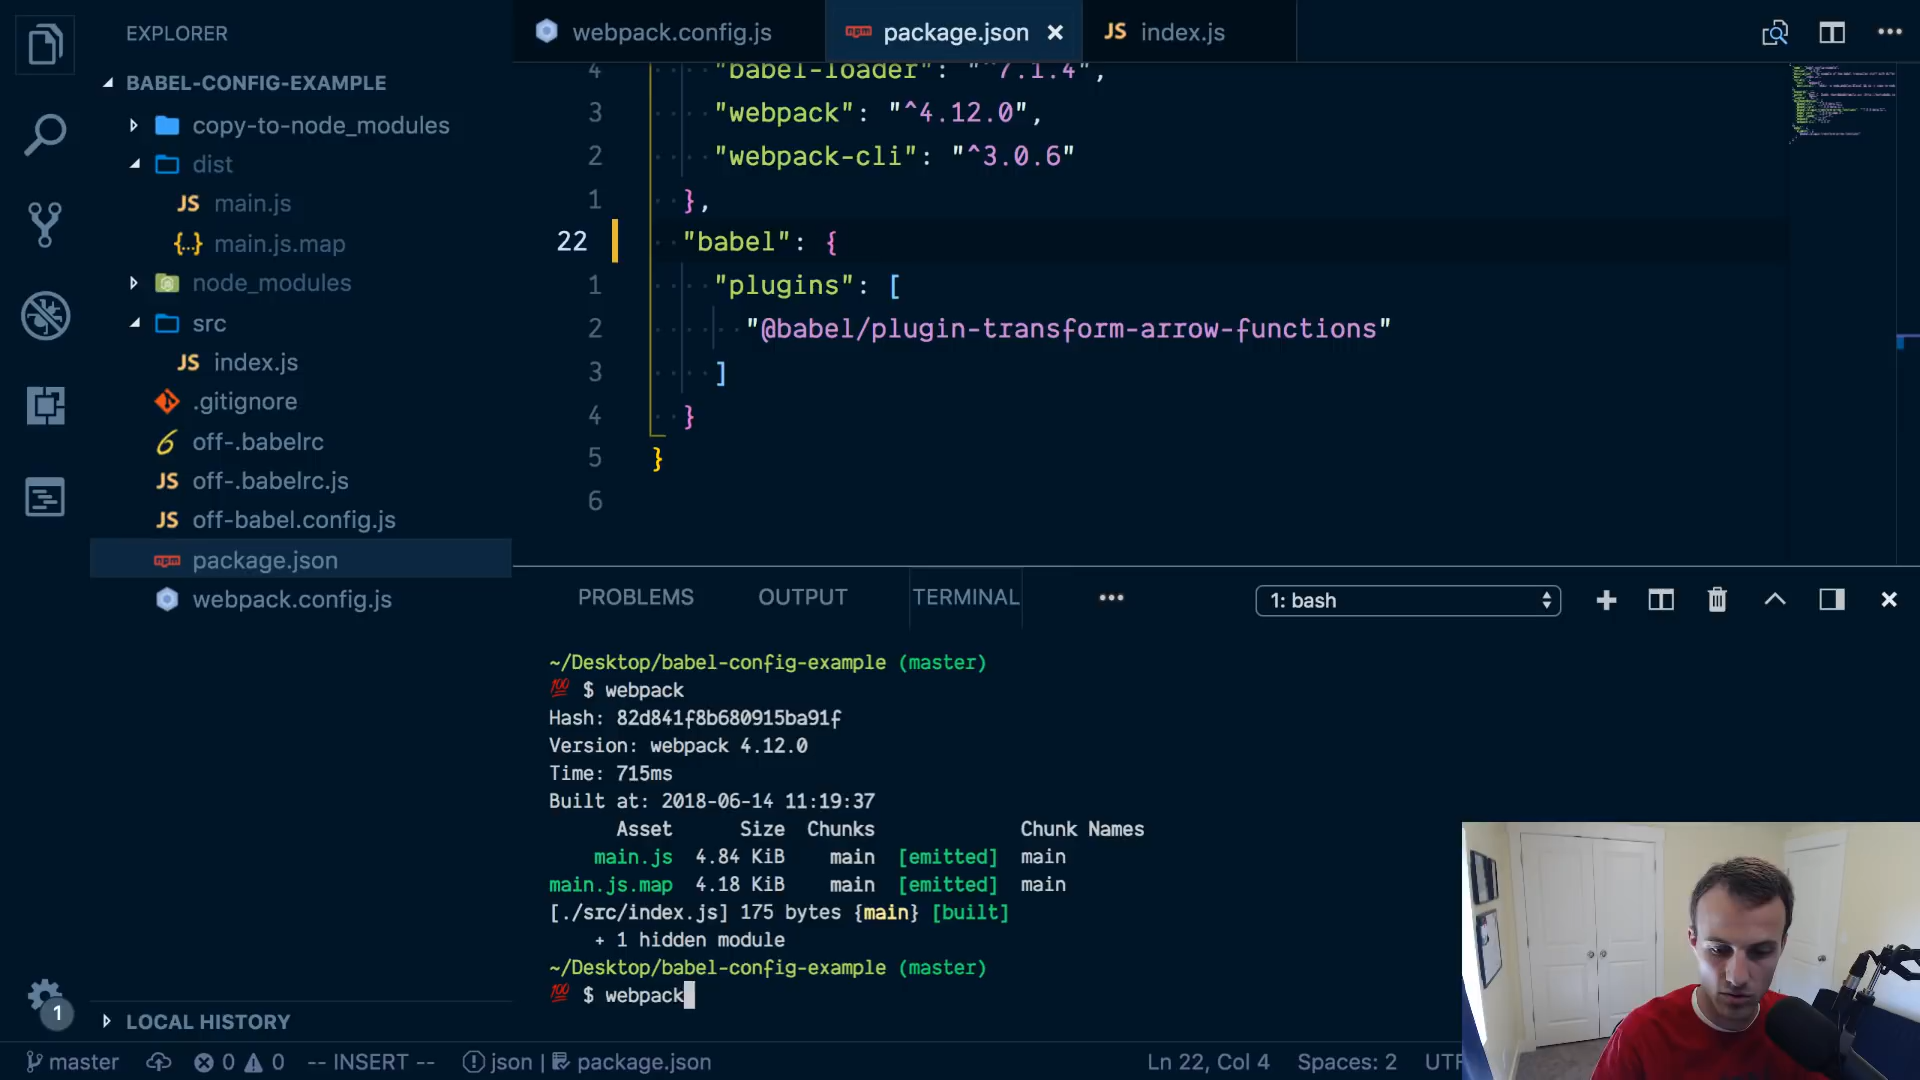 EXPLORER
BABEL-CONFIG-EXAMPLE
copy-to-node_modules
dist
JS main.js
{..} main.js.map
node_modules
src
JS index.js
.gitignore
6 off-.babelrc
JS off-.babelrc.js
JS off-babel.config.js
npm package.json
webpack.config.js
LOCAL HISTORY
1
webpack.config.js
npm package.json ×
JS index.js
4 "babel-loader": "^7.1.4",
3 "webpack": "^4.12.0",
2 "webpack-cli": "^3.0.6"
1 },
22 "babel": {
1 "plugins": [
2 "@babel/plugin-transform-arrow-functions"
3 ]
4 }
5 }
6
PROBLEMS OUTPUT TERMINAL ••• 1: bash
~/Desktop/babel-config-example (master)
💯 $ webpack
Hash: 82d841f8b680915ba91f
Version: webpack 4.12.0
Time: 715ms
Built at: 2018-06-14 11:19:37
Asset Size Chunks Chunk Names
main.js 4.84 KiB main [emitted] main
main.js.map 4.18 KiB main [emitted] main
[./src/index.js] 175 bytes {main} [built]
+ 1 hidden module
~/Desktop/babel-config-example (master)
💯 $ webpack
master 0 0 -- INSERT -- json | package.json Ln 22, Col 4 Spaces: 2 UTF